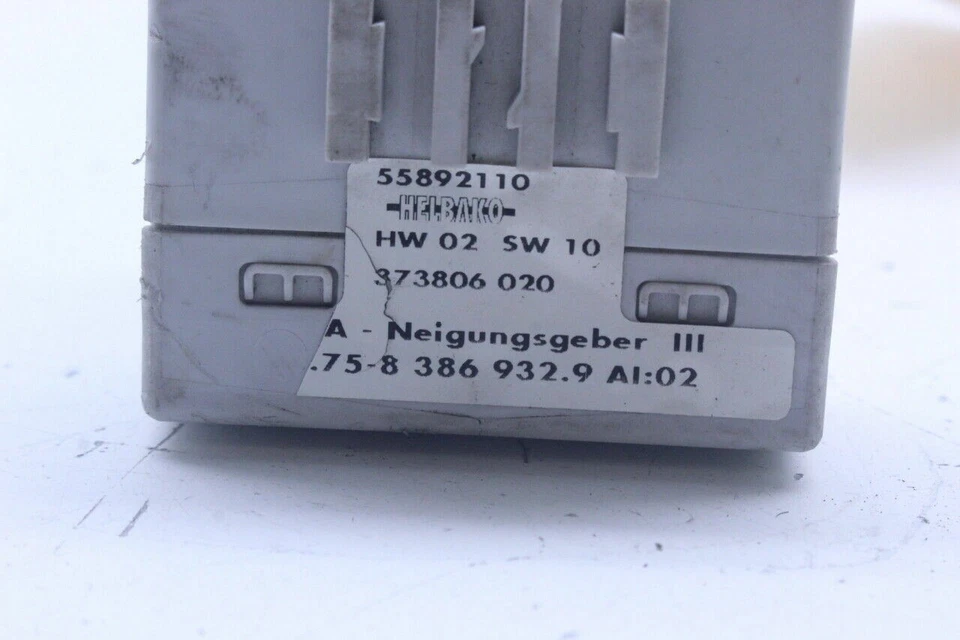 55892110
HELBAKO
HW 02 SW 10
373806 020
A - Neigungsgeber III
.75-8 386 932.9 AI:02